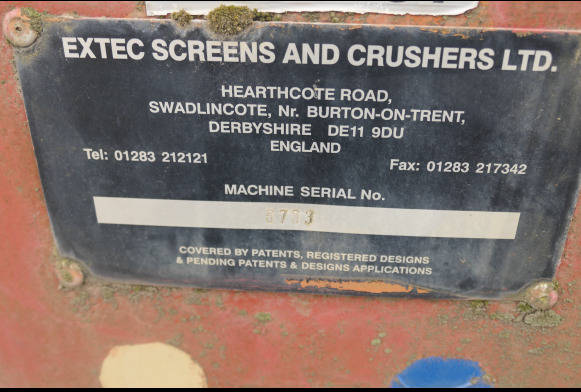 EXTEC SCREENS AND CRUSHERS LTD.
HEARTHCOTE ROAD,
SWADLINCOTE, Nr. BURTON-ON-TRENT,
DERBYSHIRE DE11 9DU
ENGLAND
Tel: 01283 212121 Fax: 01283 217342
MACHINE SERIAL No.
COVERED BY PATENTS, REGISTERED DESIGNS
& PENDING PATENTS & DESIGNS APPLICATIONS